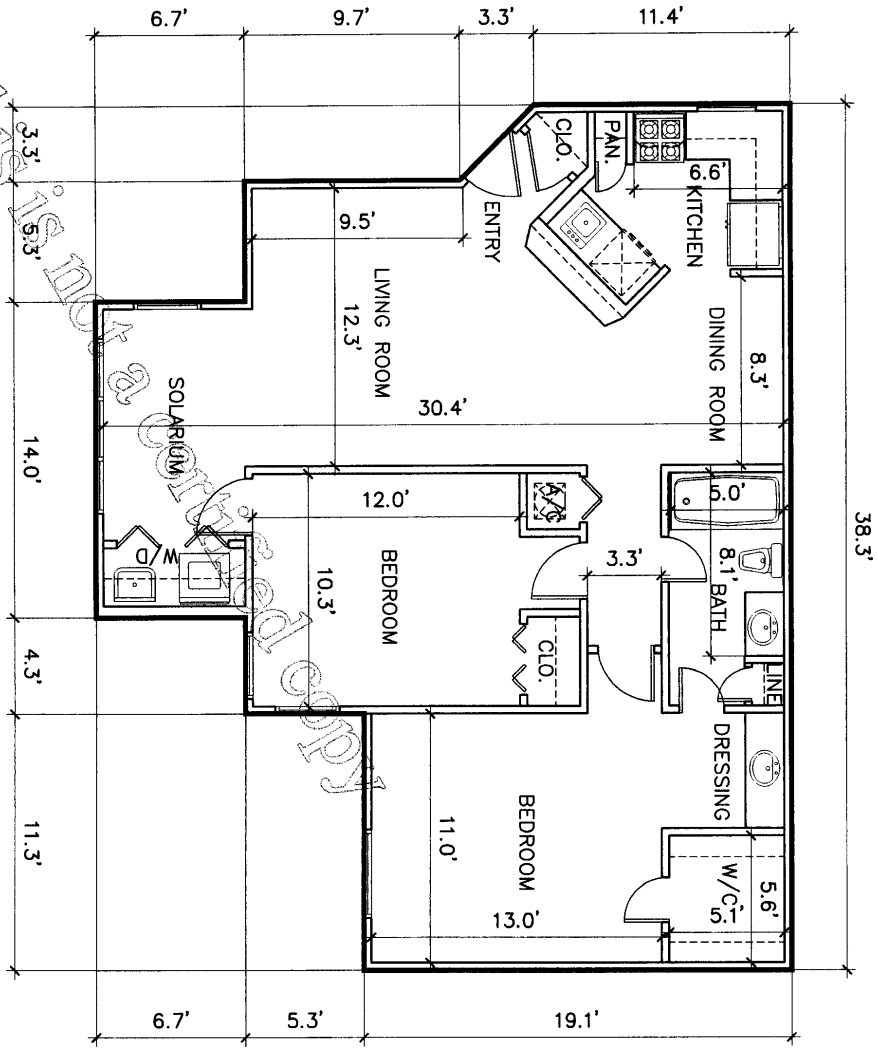 6.7'
9.7'
3.3'
11.4'
3.3'
5.3'
14.0'
4.3'
11.3'
38.3'
6.7'
5.3'
19.1'
CLO.
PAN.
6.6'
KITCHEN
ENTRY
9.5'
LIVING ROOM
12.3'
DINING ROOM
8.3'
30.4'
SOLARIUM
W/D
12.0'
A/C
5.0'
8.1'
BATH
3.3'
BEDROOM
10.3'
CLO.
LINE
DRESSING
BEDROOM
11.0'
13.0'
W/C
5.1'
5.6'
is is not a certified copy